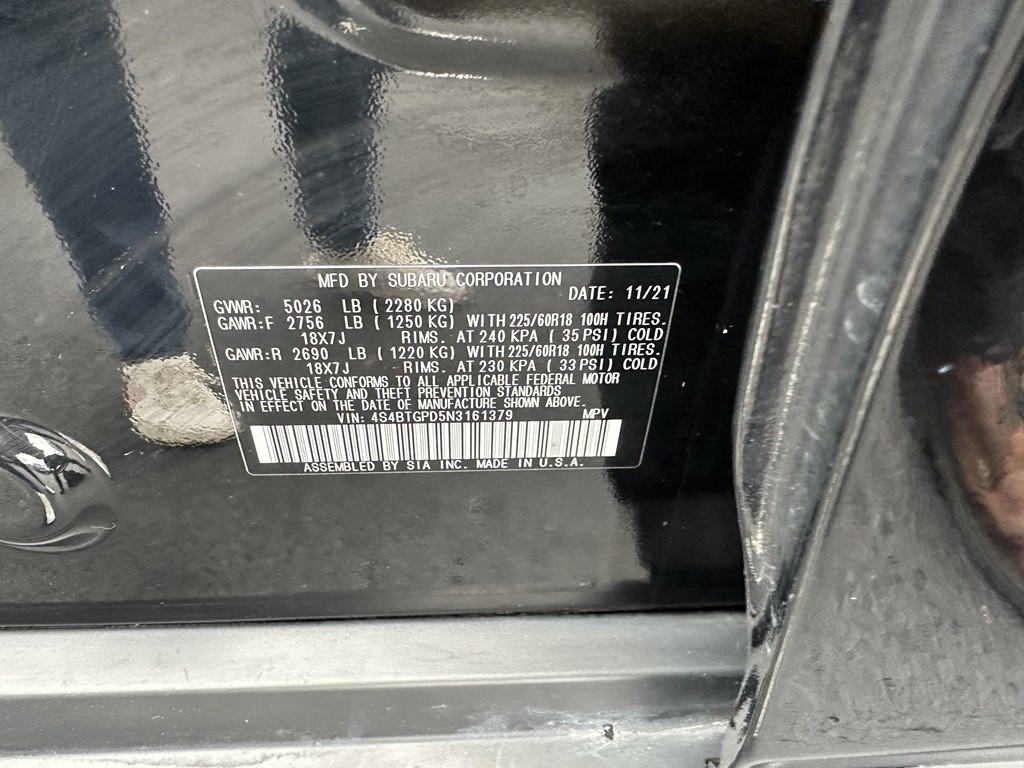 MFD BY SUBARU CORPORATION
DATE: 11/21
GVWR: 5026 LB ( 2280 KG)
GAWR:F 2756 LB ( 1250 KG) WITH 225/60R18 100H TIRES.
18X7J RIMS. AT 240 KPA ( 35 PSI) COLD
GAWR:R 2690 LB ( 1220 KG) WITH 225/60R18 100H TIRES.
18X7J RIMS. AT 230 KPA ( 33 PSI) COLD
THIS VEHICLE CONFORMS TO ALL APPLICABLE FEDERAL MOTOR
VEHICLE SAFETY AND THEFT PREVENTION STANDARDS
IN EFFECT ON THE DATE OF MANUFACTURE SHOWN ABOVE.
VIN: 4S4BTGPD5N3161379 MPV
ASSEMBLED BY SIA INC. MADE IN U.S.A.